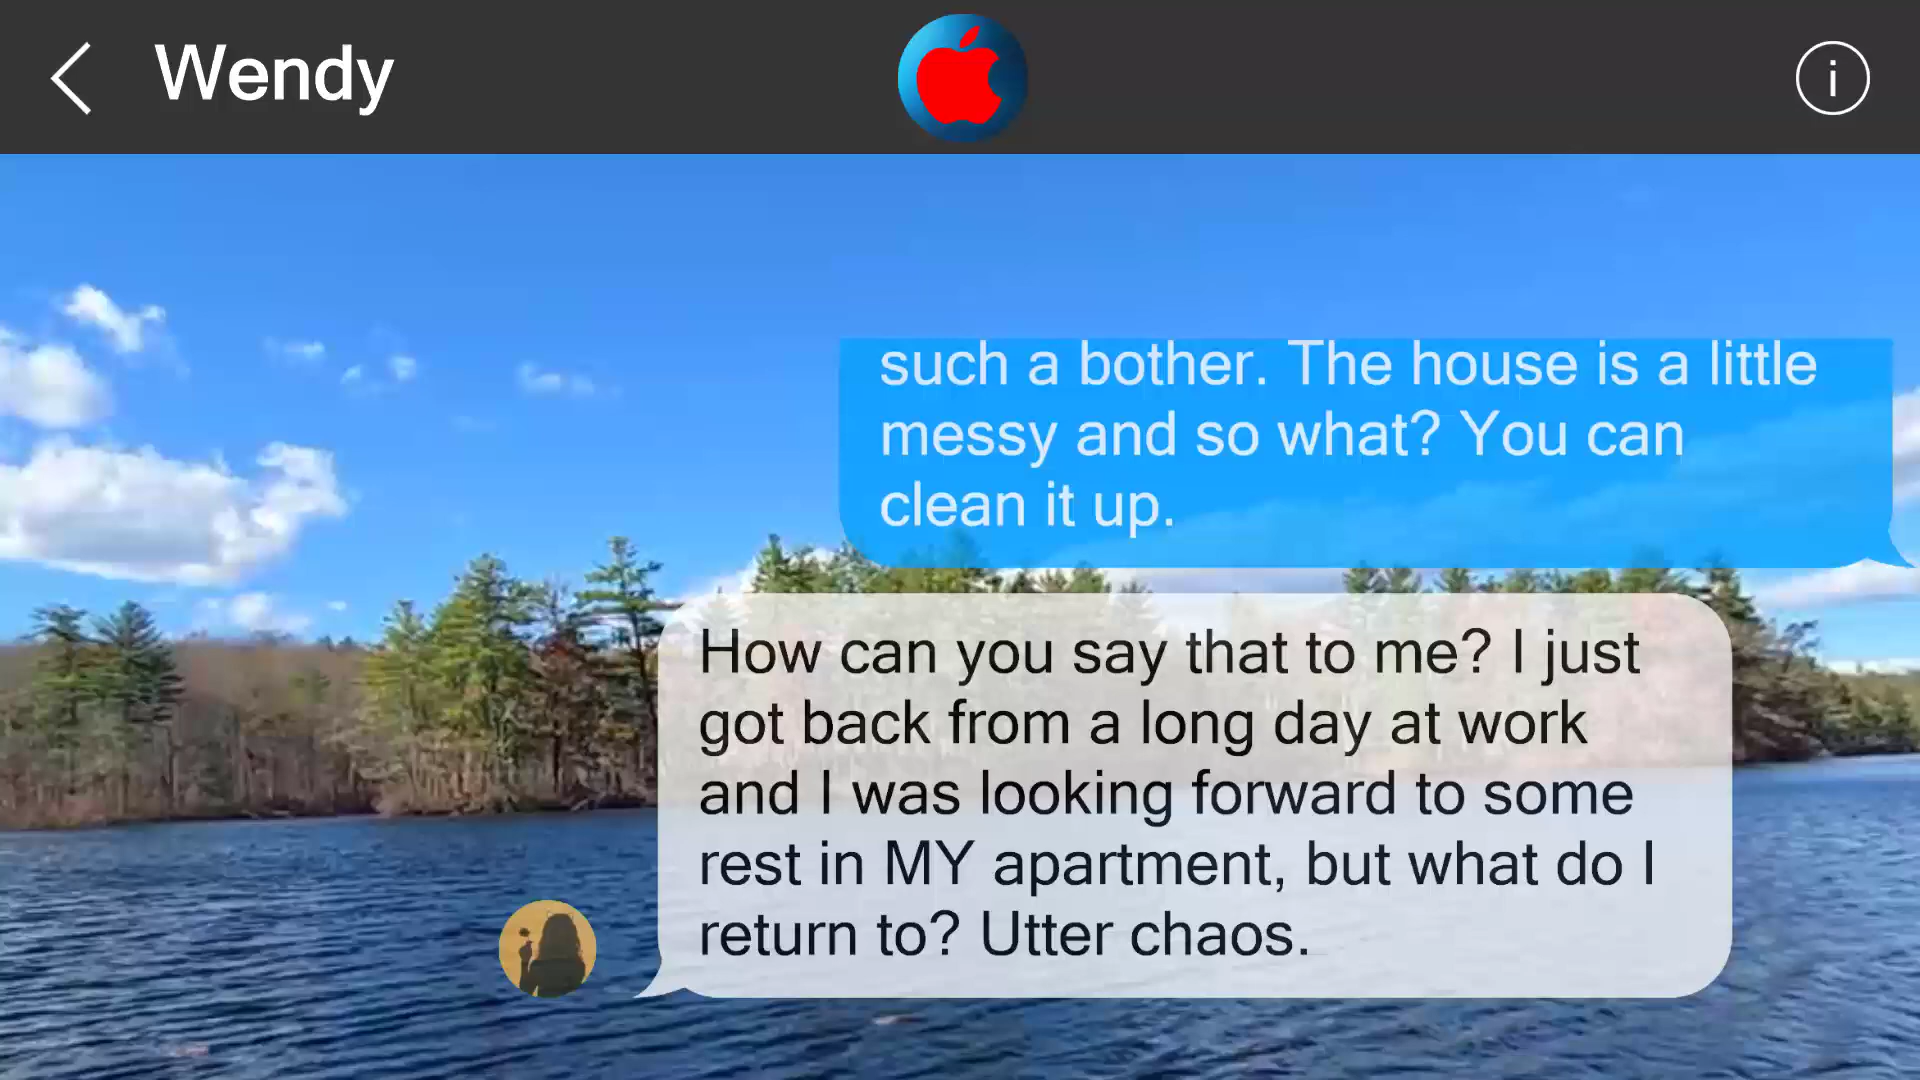 Wendy
such a bother. The house is a little
messy and so what? You can
clean it up.
How can you say that to me? I just
got back from a long day at work
and I was looking forward to some
rest in MY apartment, but what do I
return to? Utter chaos.